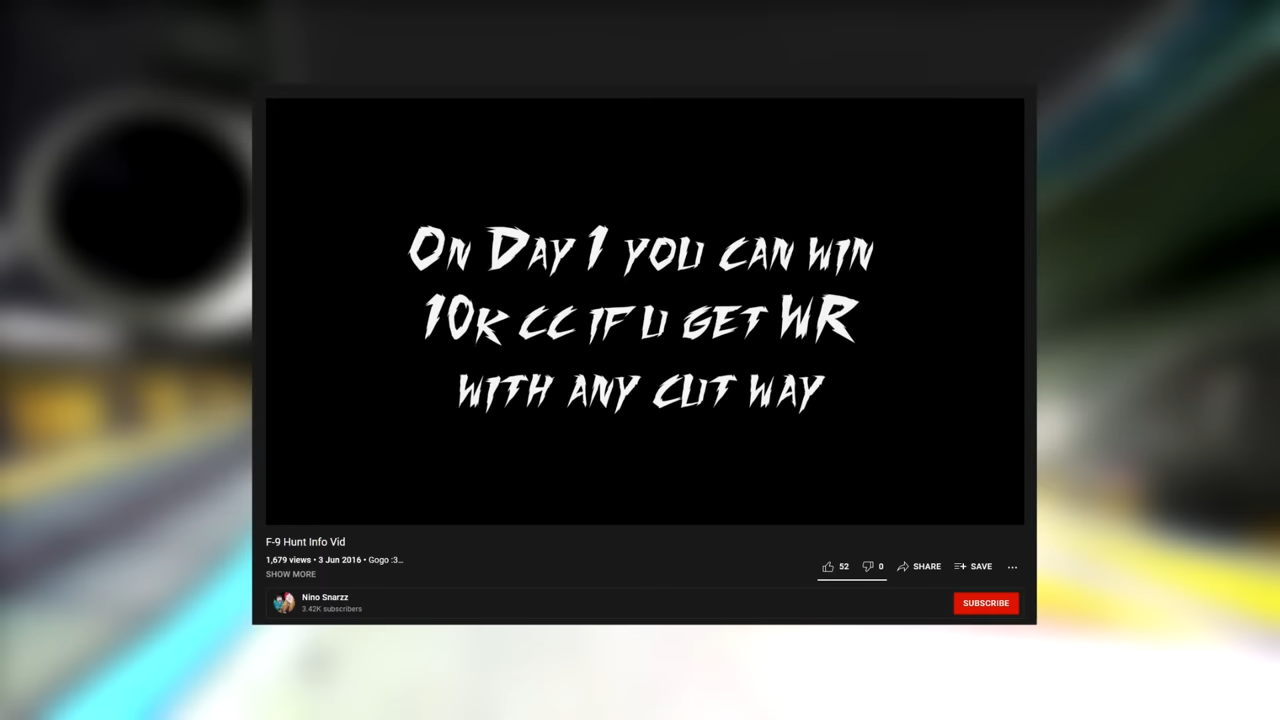 On Day 1 you can win
10k cc if u get WR
with any cut way
F-9 Hunt Info Vid
1,679 views • 3 Jun 2016 • Gogo :3...
SHOW MORE
52
0
SHARE
SAVE
Nino Snarzz
3.42K subscribers
SUBSCRIBE